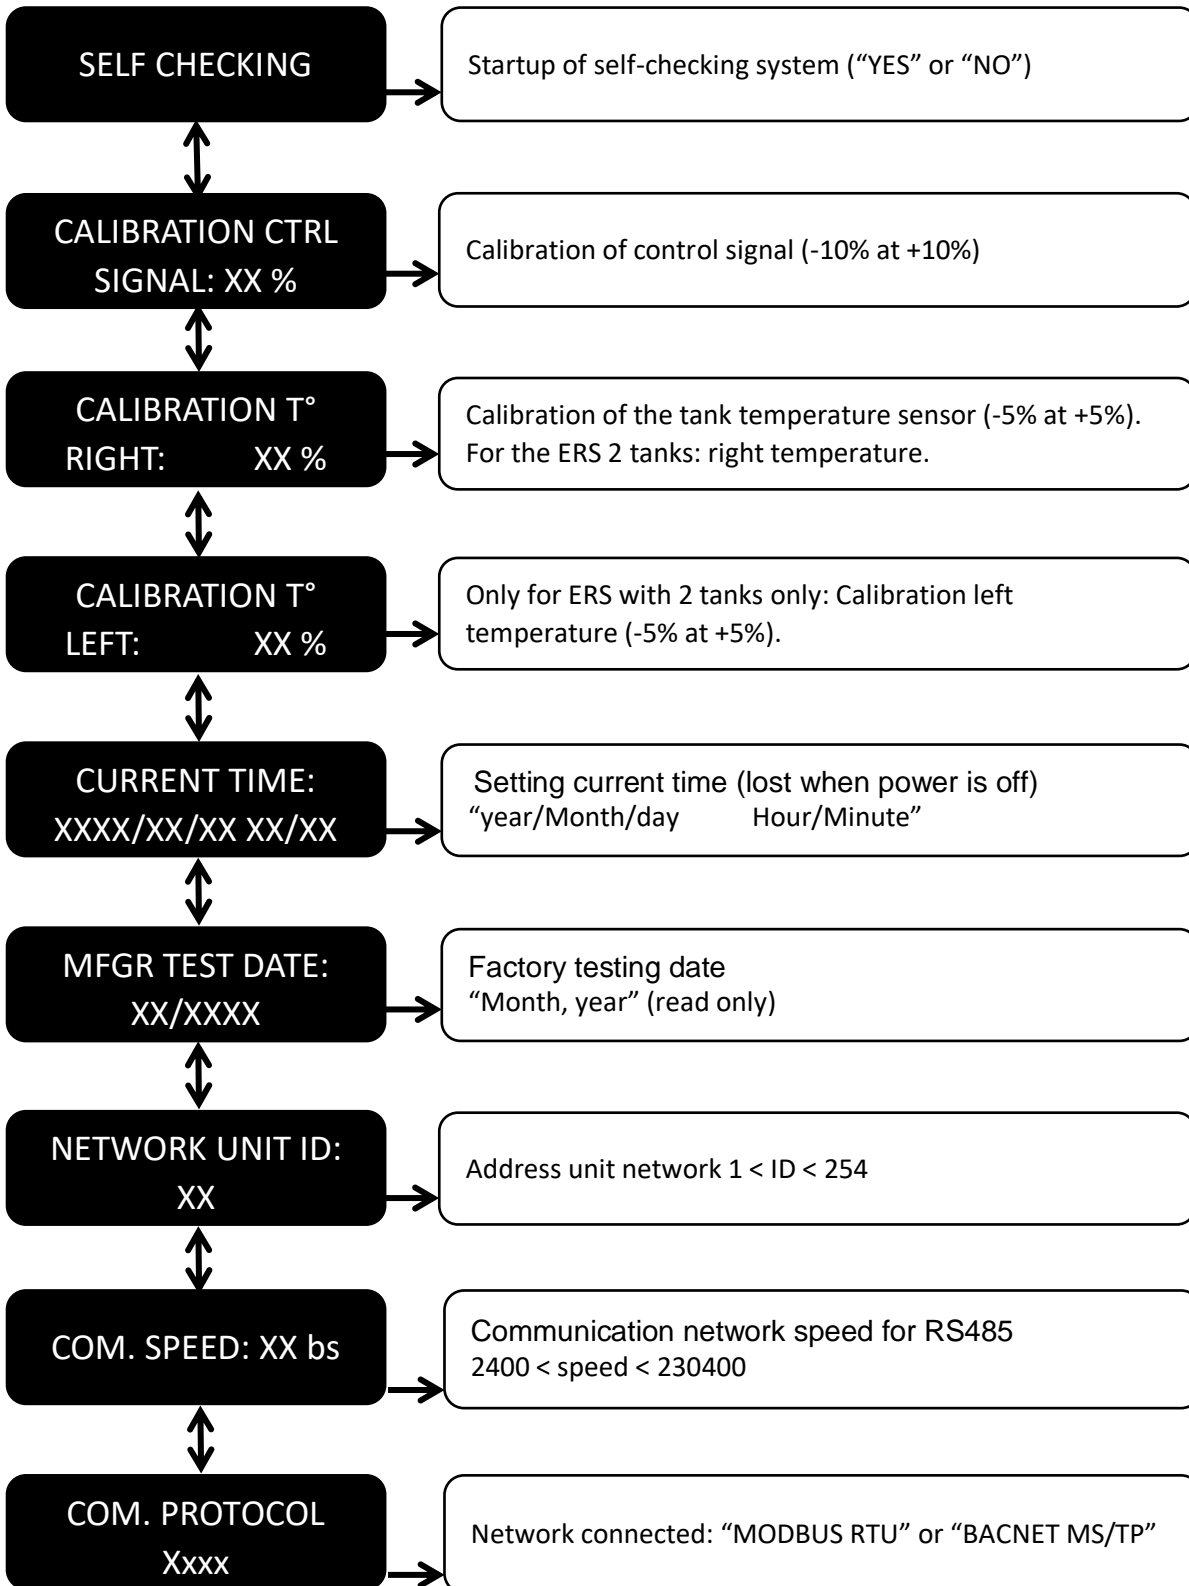 SELF CHECKING
Startup of self-checking system (“YES” or “NO”)
CALIBRATION CTRL
SIGNAL: XX %
Calibration of control signal (-10% at +10%)
CALIBRATION T°
RIGHT: XX %
Calibration of the tank temperature sensor (-5% at +5%).
For the ERS 2 tanks: right temperature.
CALIBRATION T°
LEFT: XX %
Only for ERS with 2 tanks only: Calibration left
temperature (-5% at +5%).
CURRENT TIME:
XXXX/XX/XX XX/XX
Setting current time (lost when power is off)
“year/Month/day Hour/Minute”
MFGR TEST DATE:
XX/XXXX
Factory testing date
“Month, year” (read only)
NETWORK UNIT ID:
XX
Address unit network 1 < ID < 254
COM. SPEED: XX bs
Communication network speed for RS485
2400 < speed < 230400
COM. PROTOCOL
Xxxx
Network connected: “MODBUS RTU” or “BACNET MS/TP”